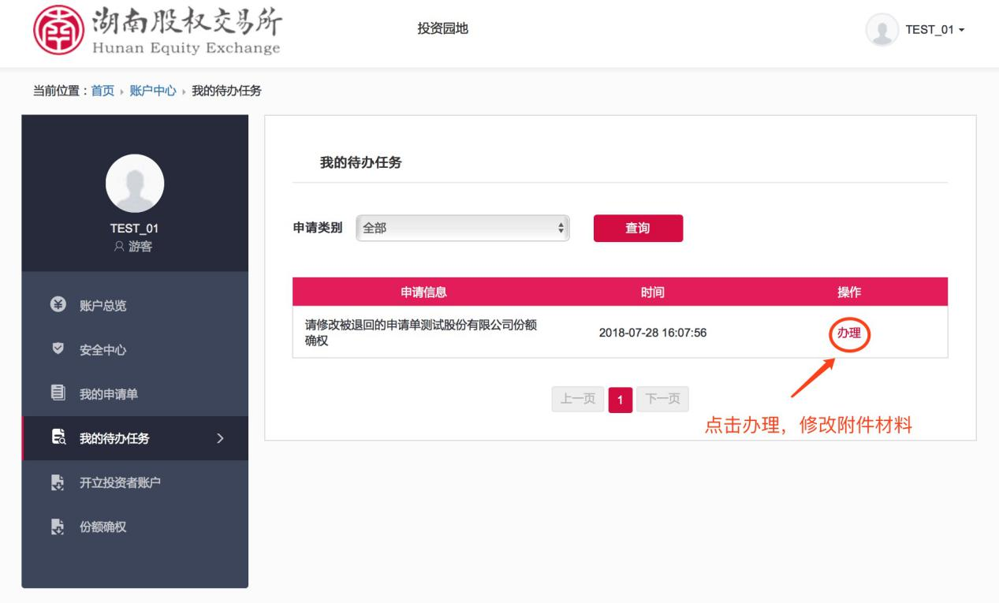 湖南股权交易所
Hunan Equity Exchange
投资园地
TEST_01
当前位置：首页 › 账户中心 › 我的待办任务
TEST_01
游客
账户总览
安全中心
我的申请单
我的待办任务
开立投资者账户
份额确权
我的待办任务
申请类别 全部 查询
申请信息 时间 操作
请修改被退回的申请单测试股份有限公司份额
确权
2018-07-28 16:07:56 办理
上一页 1 下一页
点击办理，修改附件材料